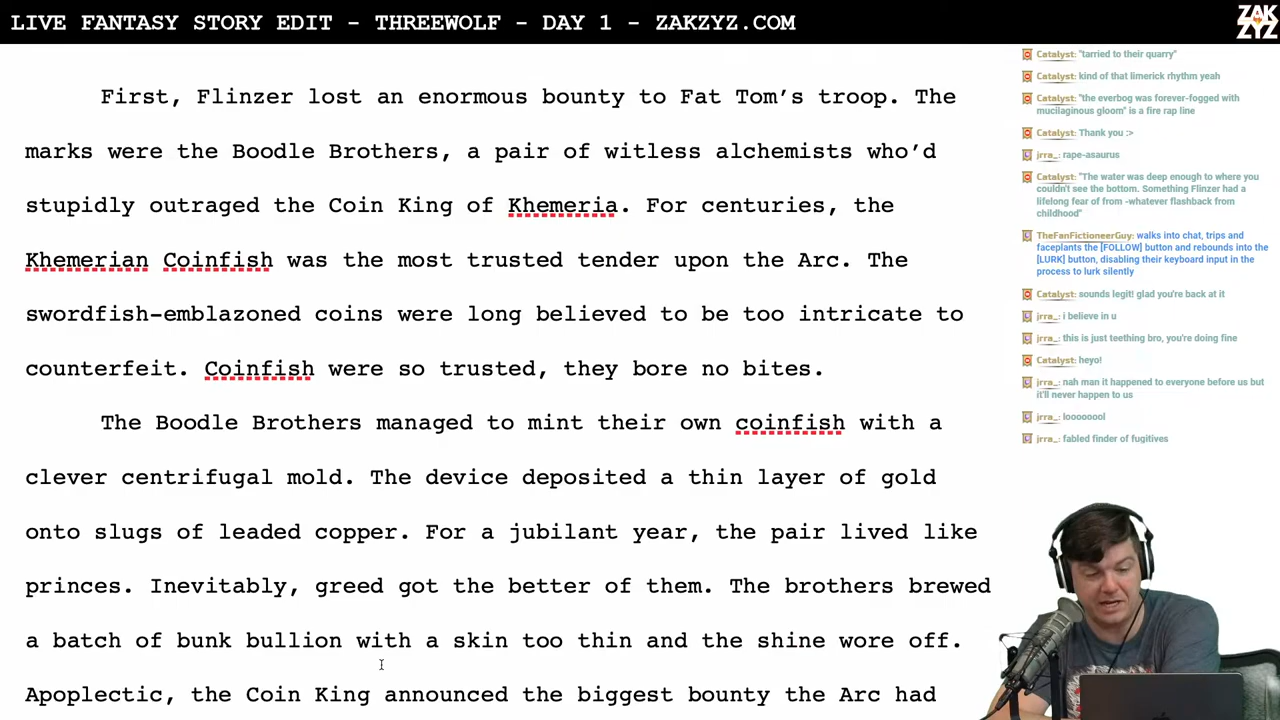 LIVE FANTASY STORY EDIT - THREEWOLF - DAY 1 - ZAKZYZ.COM
ZAK
ZYZ
First, Flinzer lost an enormous bounty to Fat Tom’s troop. The
marks were the Boodle Brothers, a pair of witless alchemists who’d
stupidly outraged the Coin King of Khemeria. For centuries, the
Khemerian Coinfish was the most trusted tender upon the Arc. The
swordfish-emblazoned coins were long believed to be too intricate to
counterfeit. Coinfish were so trusted, they bore no bites.
The Boodle Brothers managed to mint their own coinfish with a
clever centrifugal mold. The device deposited a thin layer of gold
onto slugs of leaded copper. For a jubilant year, the pair lived like
princes. Inevitably, greed got the better of them. The brothers brewed
a batch of bunk bullion with a skin too thin and the shine wore off.
Apoplectic, the Coin King announced the biggest bounty the Arc had
Catalyst: "tarried to their quarry"
Catalyst: kind of that limerick rhythm yeah
Catalyst: "the everbog was forever-fogged with
mucilaginous gloom" is a fire rap line
Catalyst: Thank you :>
jrra_: rape-asaurus
Catalyst: "The water was deep enough to where you
couldn't see the bottom. Something Flinzer had a
lifelong fear of from -whatever flashback from
childhood"
TheFanFictioneerGuy: walks into chat, trips and
faceplants the [FOLLOW] button and rebounds into the
[LURK] button, disabling their keyboard input in the
process to lurk silently
Catalyst: sounds legit! glad you're back at it
jrra_: i believe in u
jrra_: this is just teething bro, you're doing fine
Catalyst: heyo!
jrra_: nah man it happened to everyone before us but
it'll never happen to us
jrra_: looooool
jrra_: fabled finder of fugitives